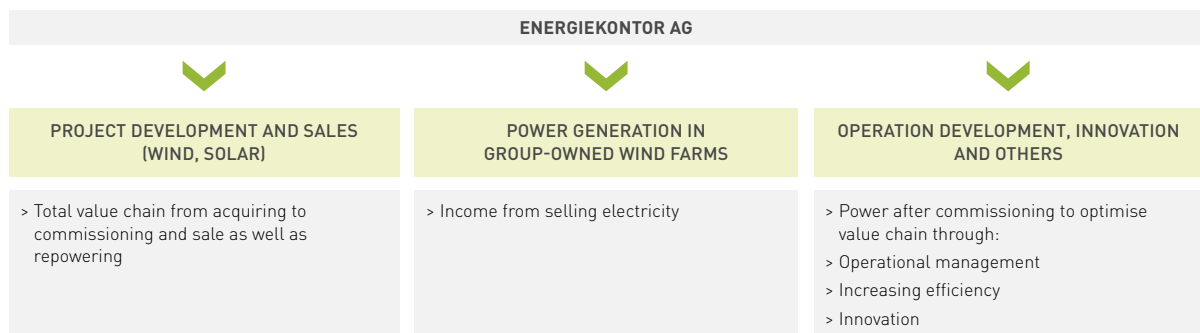 ENERGIEKONTOR AG
PROJECT DEVELOPMENT AND SALES
(WIND, SOLAR)
> Total value chain from acquiring to
commissioning and sale as well as
repowering
POWER GENERATION IN
GROUP-OWNED WIND FARMS
> Income from selling electricity
OPERATION DEVELOPMENT, INNOVATION
AND OTHERS
> Power after commissioning to optimise
value chain through:
> Operational management
> Increasing efficiency
> Innovation